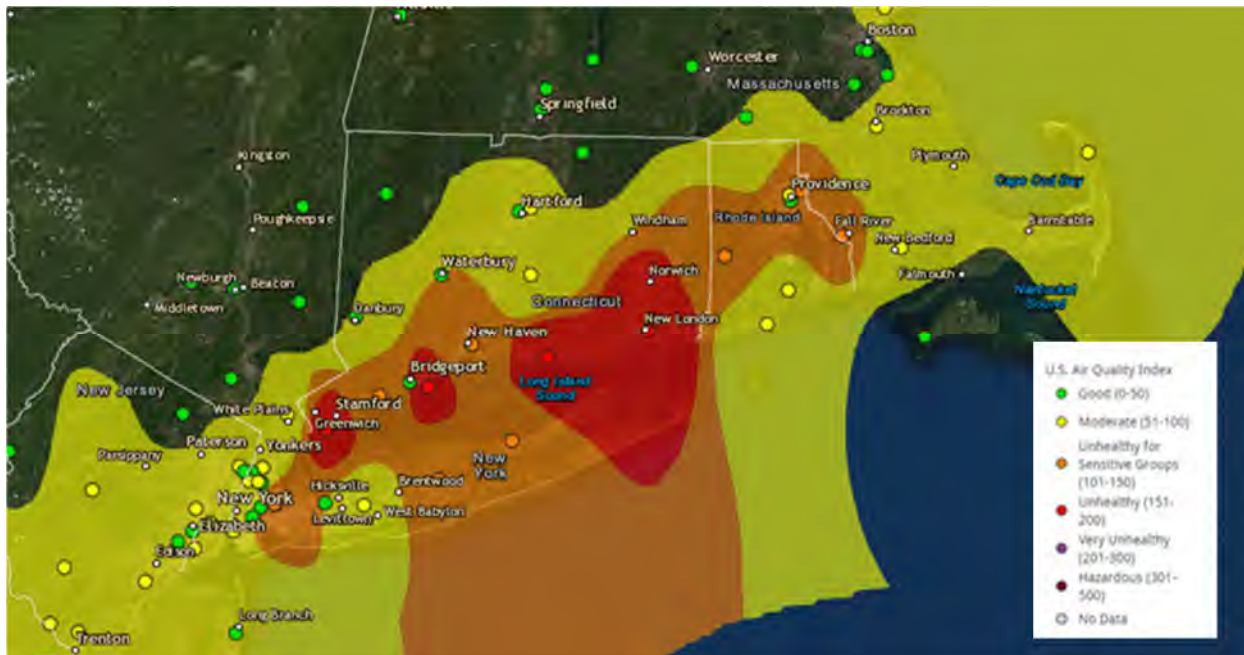 Boston
Worcester
Massachusetts
Springfield
Brockton
Kingston
Plymouth
Cape Cod Bay
Providence
Hartford
Poughkeepsie
Windham
Rhode Island
Fall River
Barnstable
New Bedford
Newburgh
Beacon
Waterbury
Norwich
Falmouth
Nantucket
Sound
Middletown
Danbury
Connecticut
New London
New Haven
Bridgeport
Long Island
Sound
New Jersey
White Plains
Stamford
Greenwich
Paterson
Yonkers
Parsippany
New
York
Hicksville
Brentwood
New York
Levittown
West Babylon
Elizabeth
Edison
Long Branch
Trenton
U.S. Air Quality Index
Good (0-50)
Moderate (51-100)
Unhealthy for
Sensitive Groups
(101-150)
Unhealthy (151-
200)
Very Unhealthy
(201-300)
Hazardous (301-
500)
No Data